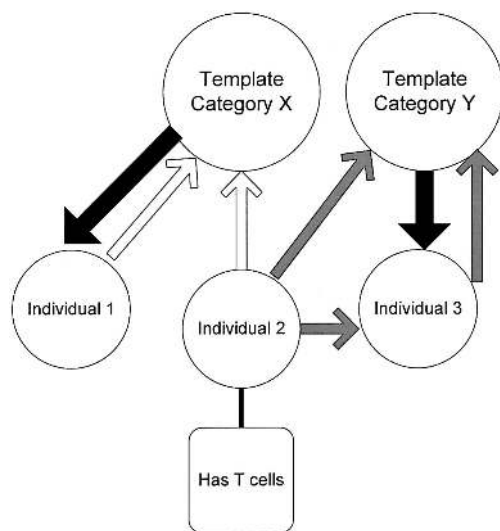 Template
Category X
Template
Category Y
Individual 1
Individual 2
Individual 3
Has T cells